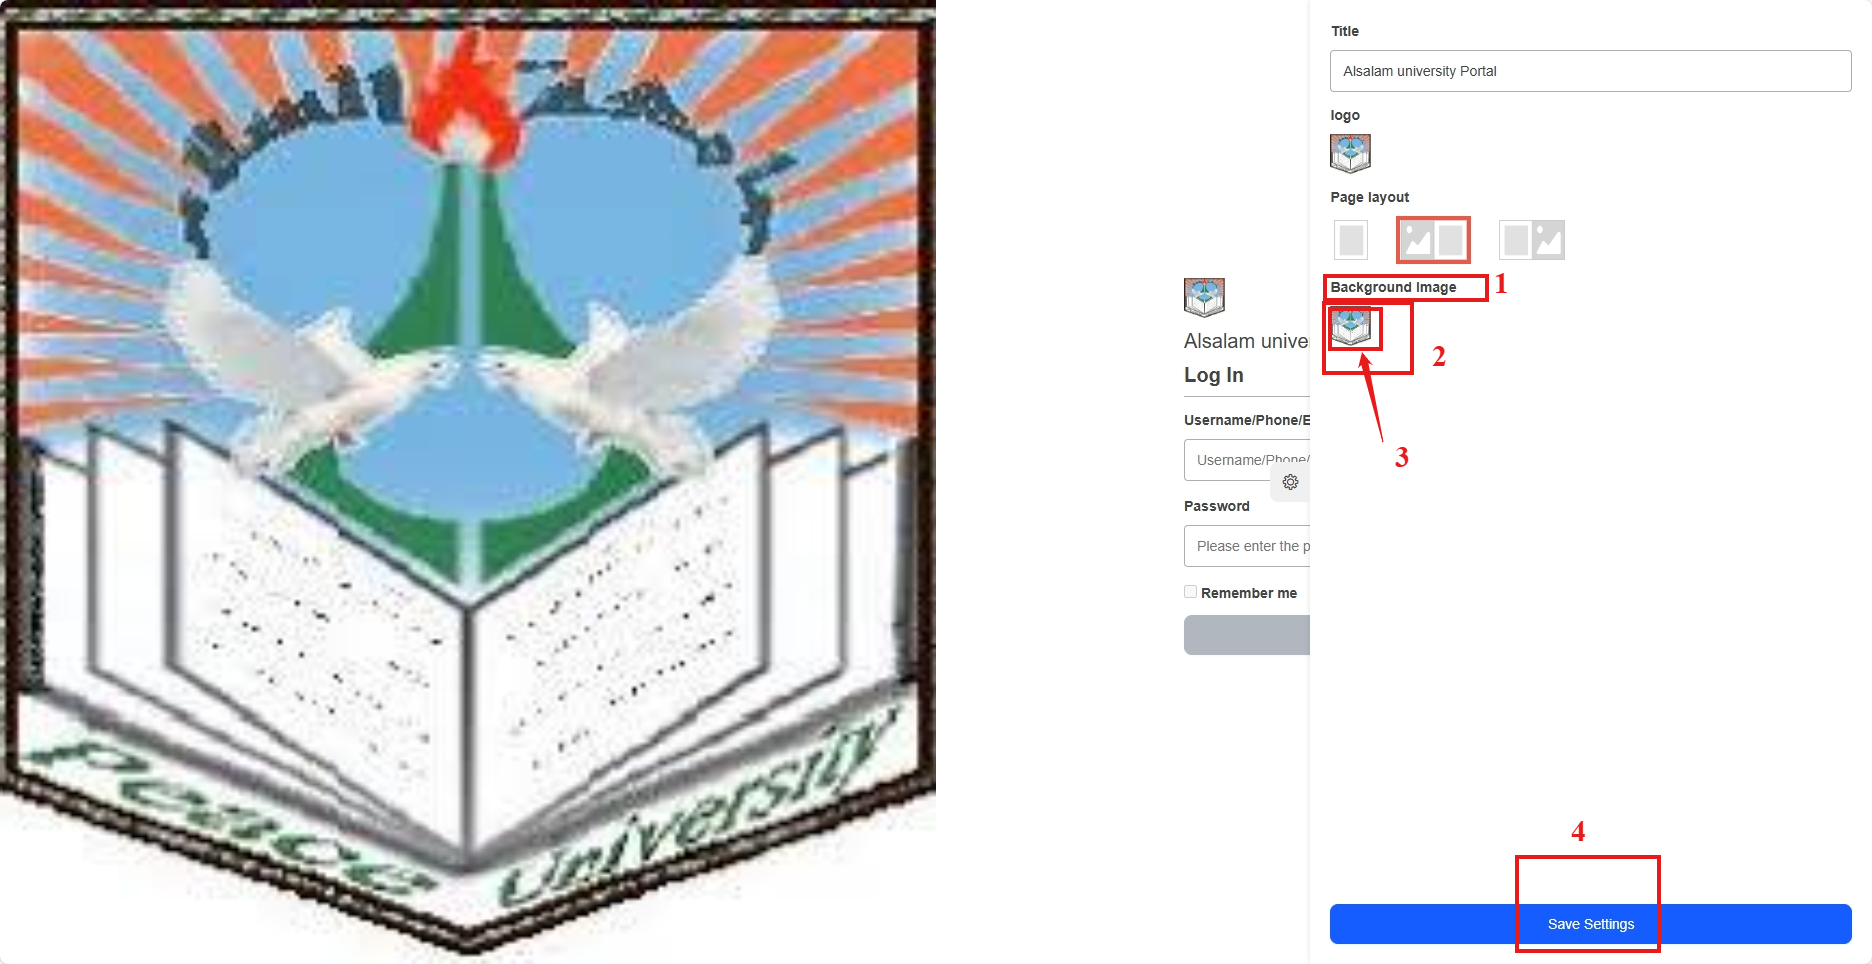 Peace University
Alsalam unive
Log In
Username/Phone/E
Username/Phone/
Password
Please enter the p
Remember me
Title
Alsalam university Portal
logo
Page layout
Background Image
1
2
3
4
Save Settings